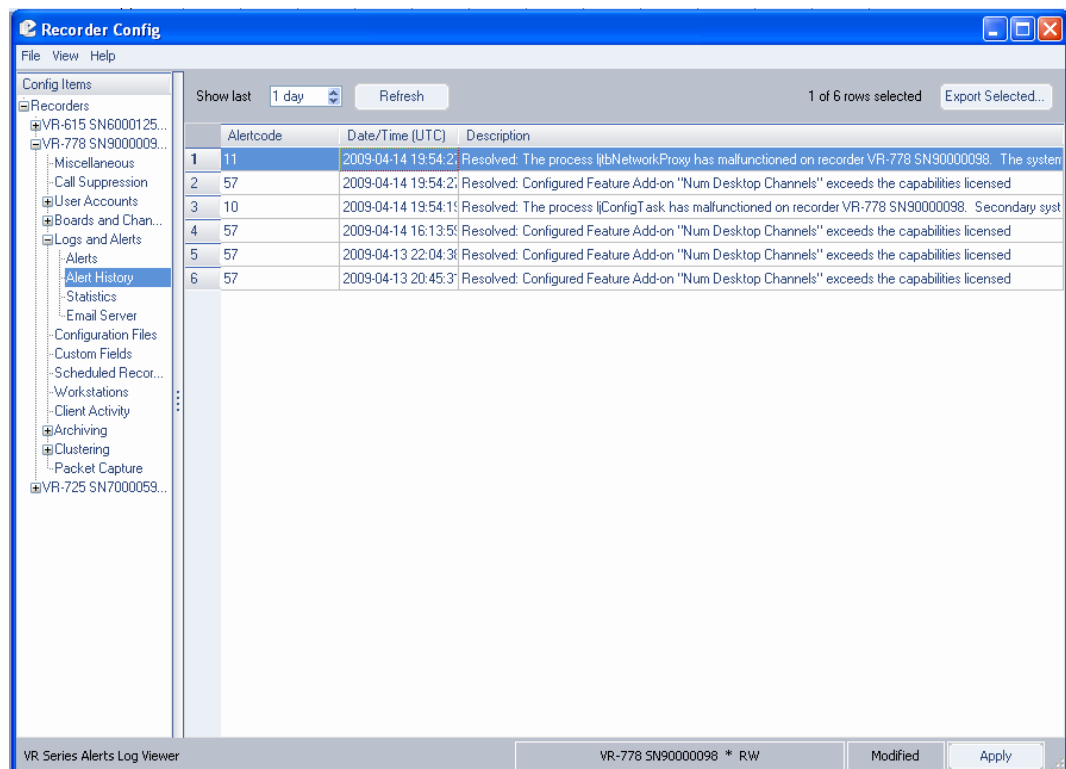 Recorder Config
File View Help
Config Items
Recorders
VR-615 SN6000125...
VR-778 SN9000009...
Miscellaneous
Call Suppression
User Accounts
Boards and Chan...
Logs and Alerts
Alerts
Alert History
Statistics
Email Server
Configuration Files
Custom Fields
Scheduled Recor...
Workstations
Client Activity
Archiving
Clustering
Packet Capture
VR-725 SN7000059...
Show last 1 day Refresh 1 of 6 rows selected Export Selected...
Alertcode Date/Time (UTC) Description
1 11 2009-04-14 19:54:2 Resolved: The process ljtbNetworkProxy has malfunctioned on recorder VR-778 SN90000098. The system
2 57 2009-04-14 19:54:2 Resolved: Configured Feature Add-on "Num Desktop Channels" exceeds the capabilities licensed
3 10 2009-04-14 19:54:1 Resolved: The process ljConfigTask has malfunctioned on recorder VR-778 SN90000098. Secondary syst
4 57 2009-04-14 16:13:5 Resolved: Configured Feature Add-on "Num Desktop Channels" exceeds the capabilities licensed
5 57 2009-04-13 22:04:3 Resolved: Configured Feature Add-on "Num Desktop Channels" exceeds the capabilities licensed
6 57 2009-04-13 20:45:3 Resolved: Configured Feature Add-on "Num Desktop Channels" exceeds the capabilities licensed
VR Series Alerts Log Viewer VR-778 SN90000098 * RW Modified Apply